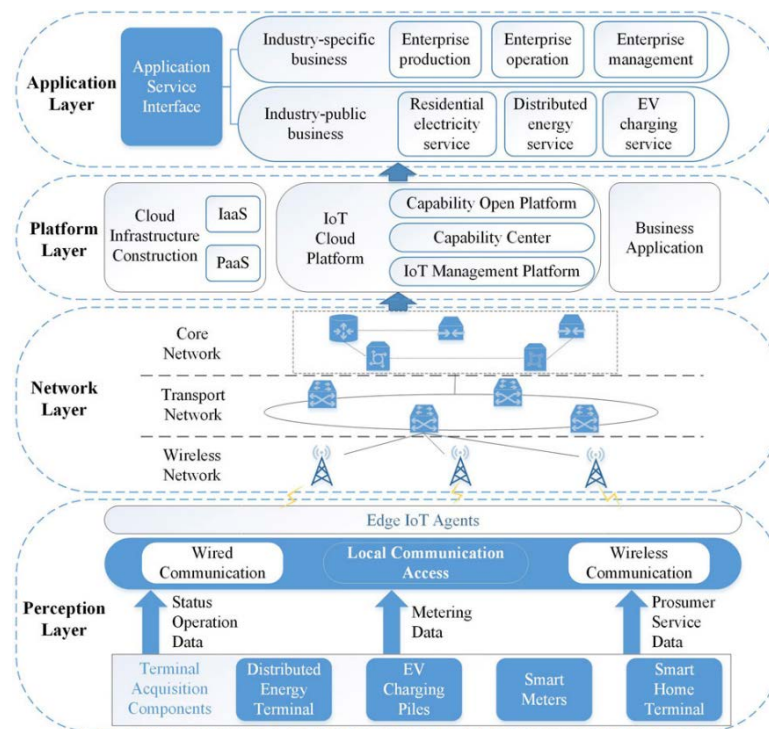 Application
Layer
Application
Service
Interface
Industry-specific
business
Enterprise
production
Enterprise
operation
Enterprise
management
Industry-public
business
Residential
electricity
service
Distributed
energy
service
EV
charging
service
Platform
Layer
Cloud
Infrastructure
Construction
IaaS
PaaS
IoT
Cloud
Platform
Capability Open Platform
Capability Center
IoT Management Platform
Business
Application
Network
Layer
Core
Network
Transport
Network
Wireless
Network
Perception
Layer
Edge IoT Agents
Wired
Communication
Local Communication
Access
Wireless
Communication
Status
Operation
Data
Metering
Data
Prosumer
Service
Data
Terminal
Acquisition
Components
Distributed
Energy
Terminal
EV
Charging
Piles
Smart
Meters
Smart
Home
Terminal